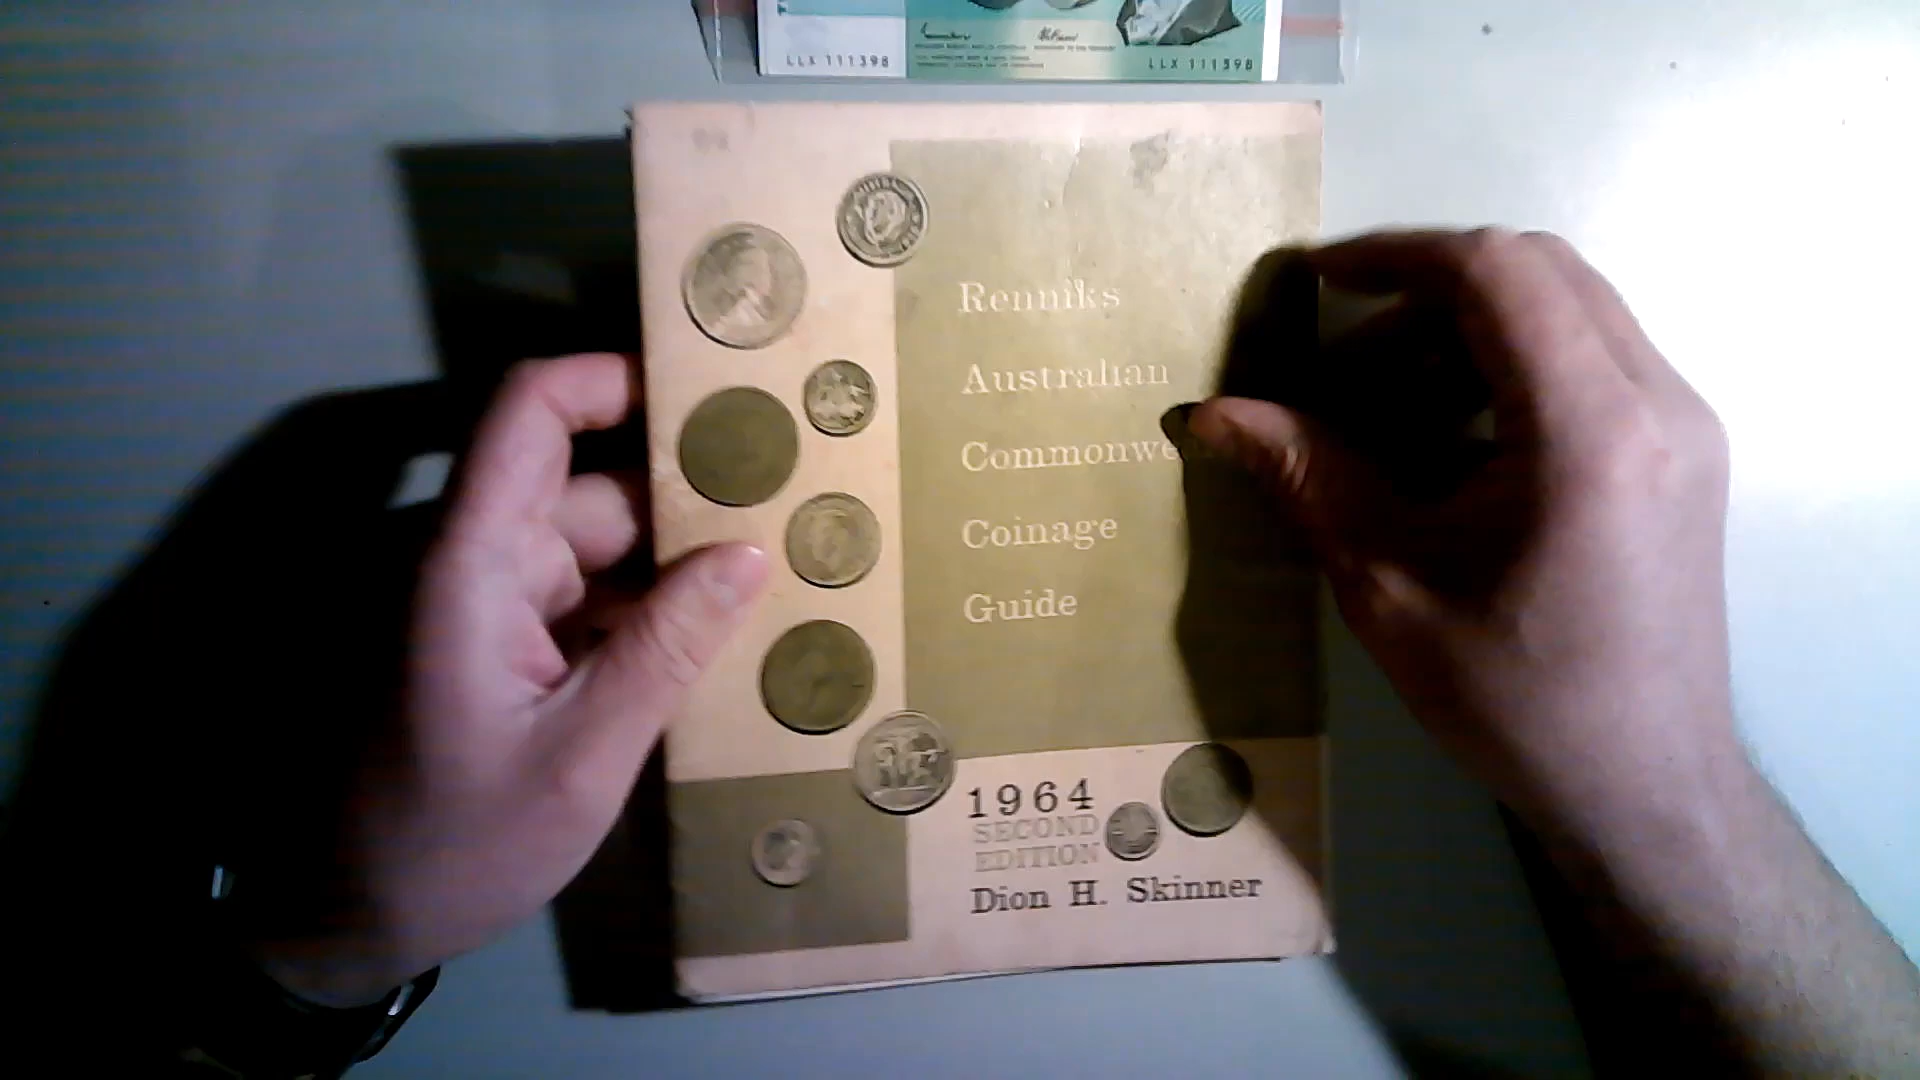 LLX 111398
LLX 111398
Renniks
Australian
Commonwe
Coinage
Guide
1964
SECOND
EDITION
Dion H. Skinner